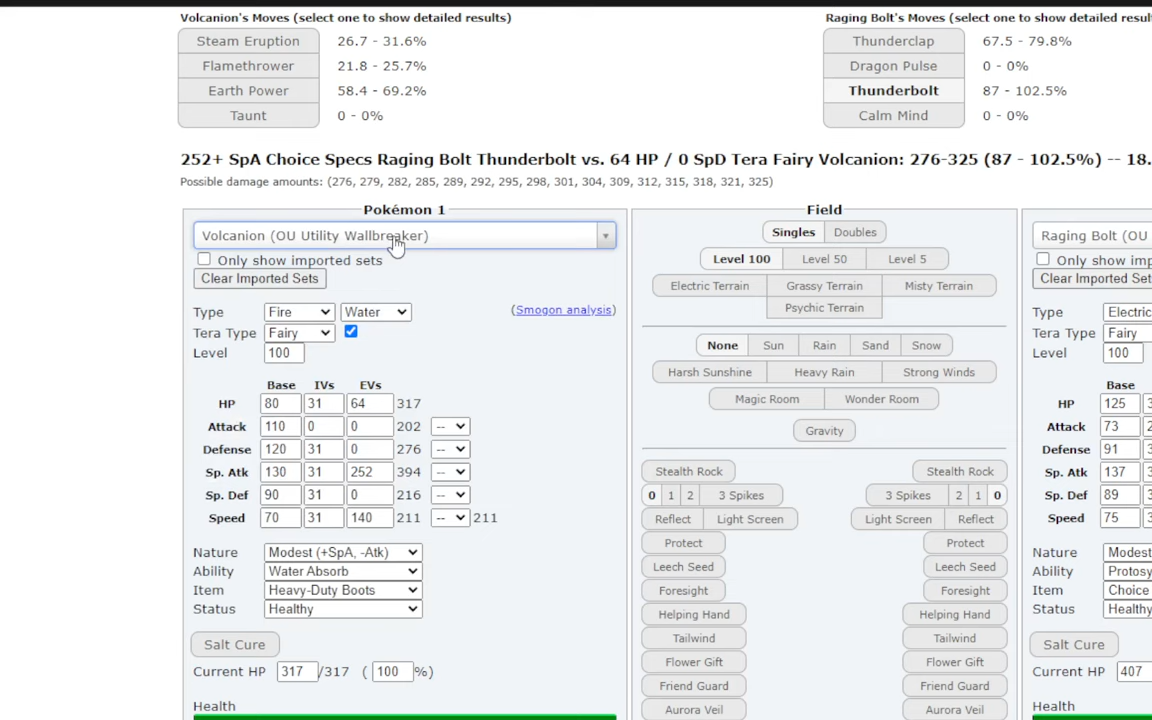 Volcanion's Moves (select one to show detailed results)
Steam Eruption 26.7 - 31.6%
Flamethrower 21.8 - 25.7%
Earth Power 58.4 - 69.2%
Taunt 0 - 0%
Raging Bolt's Moves (select one to show detailed resul
Thunderclap 67.5 - 79.8%
Dragon Pulse 0 - 0%
Thunderbolt 87 - 102.5%
Calm Mind 0 - 0%
252+ SpA Choice Specs Raging Bolt Thunderbolt vs. 64 HP / 0 SpD Tera Fairy Volcanion: 276-325 (87 - 102.5%) -- 18.
Possible damage amounts: (276, 279, 282, 285, 289, 292, 295, 298, 301, 304, 309, 312, 315, 318, 321, 325)
Pokémon 1
Volcanion (OU Utility Wallbreaker)
Only show imported sets
Clear Imported Sets
Type Fire Water (Smogon analysis)
Tera Type Fairy
Level 100
Base IVs EVs
HP 80 31 64 317
Attack 110 0 0 202 --
Defense 120 31 0 276 --
Sp. Atk 130 31 252 394 --
Sp. Def 90 31 0 216 --
Speed 70 31 140 211 -- 211
Nature Modest (+SpA, -Atk)
Ability Water Absorb
Item Heavy-Duty Boots
Status Healthy
Salt Cure
Current HP 317 /317 ( 100 %)
Health
Field
Singles Doubles
Level 100 Level 50 Level 5
Electric Terrain Grassy Terrain Misty Terrain
Psychic Terrain
None Sun Rain Sand Snow
Harsh Sunshine Heavy Rain Strong Winds
Magic Room Wonder Room
Gravity
Stealth Rock Stealth Rock
0 1 2 3 Spikes 3 Spikes 2 1 0
Reflect Light Screen Light Screen Reflect
Protect Protect
Leech Seed Leech Seed
Foresight Foresight
Helping Hand Helping Hand
Tailwind Tailwind
Flower Gift Flower Gift
Friend Guard Friend Guard
Aurora Veil Aurora Veil
Raging Bolt (OU
Only show imp
Clear Imported Set
Type Electric
Tera Type Fairy
Level 100
Base
HP 125
Attack 73
Defense 91
Sp. Atk 137
Sp. Def 89
Speed 75
Nature Modest
Ability Protosy
Item Choice
Status Healthy
Salt Cure
Current HP 407
Health